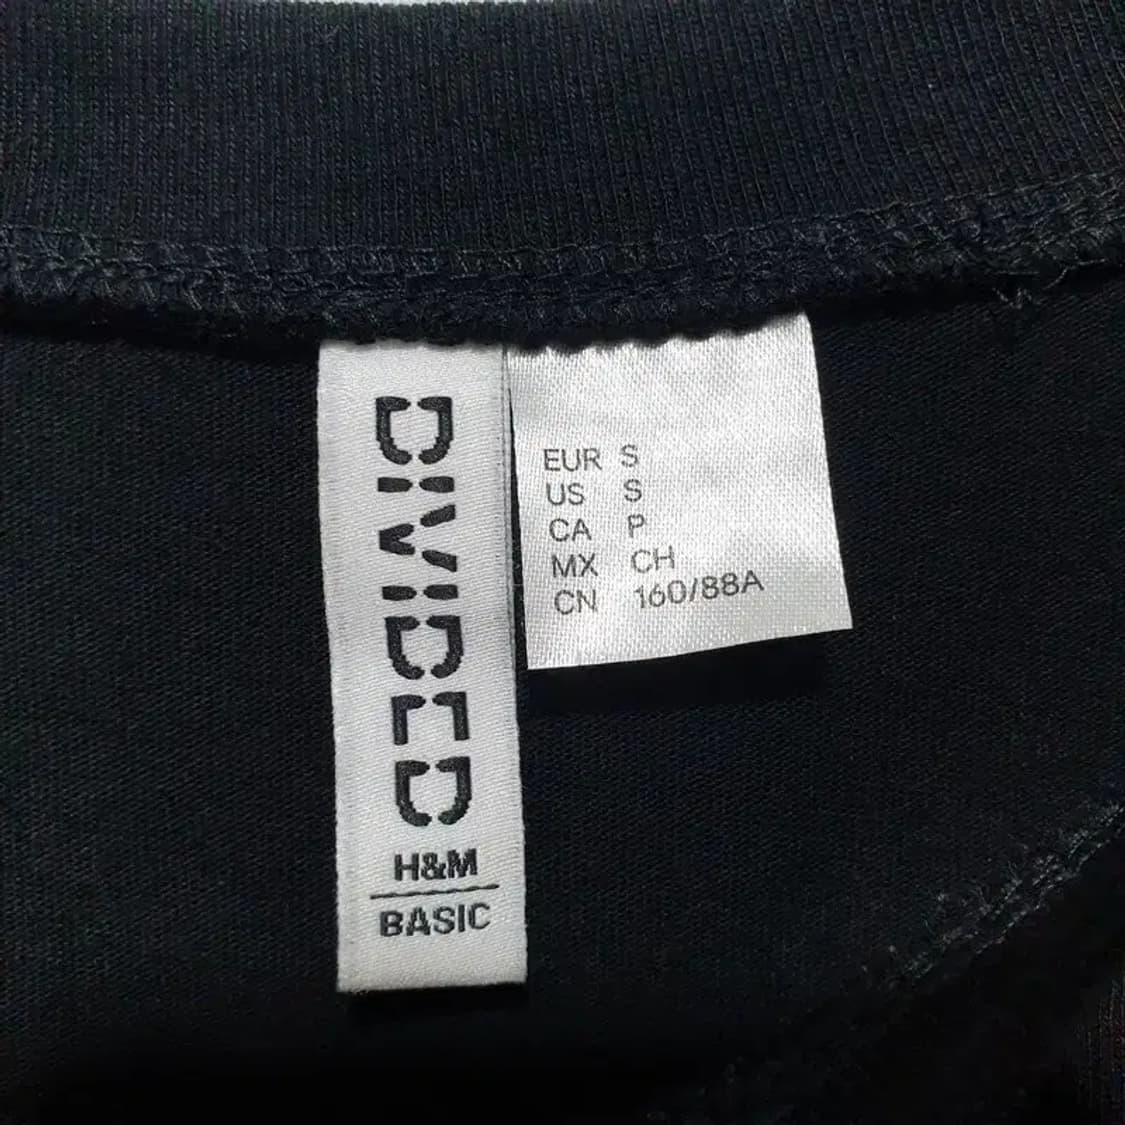 DIVIDED
H&M
BASIC
EUR S
US S
CA P
MX CH
CN 160/88A